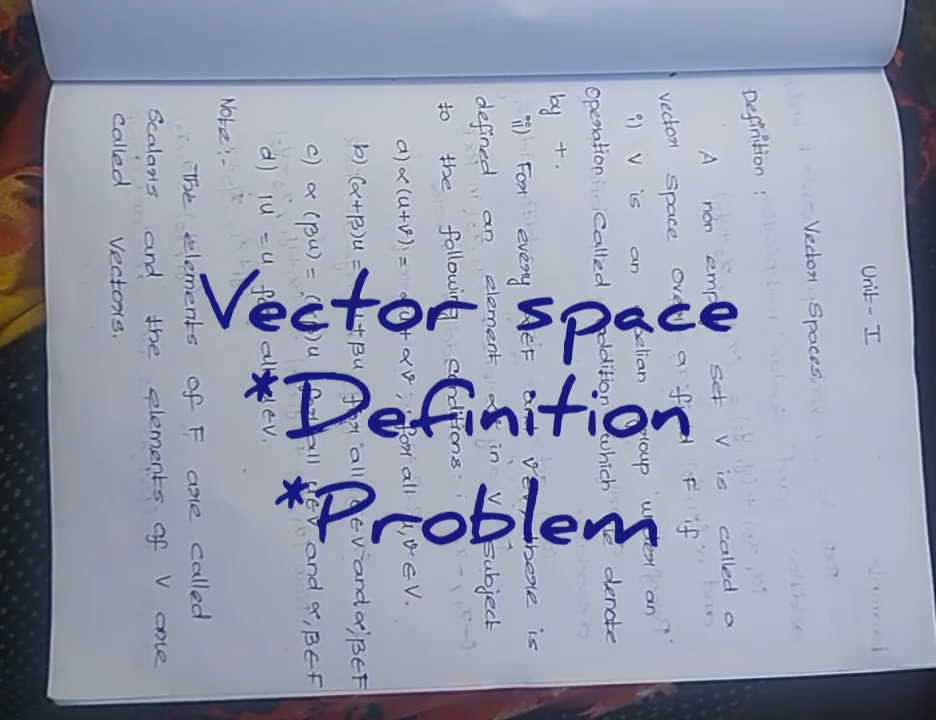 Unit - I
Vector Spaces
Definition :
A non empty set V is called a
vector space over a field F if
i) V is an abelian group under an
Operation called addition which we denote
by +.
ii) For every α∈F and v∈V, there is
defined an element in V subject
to the following conditions
a) α(u+v) = αu + αv, for all u,v∈V.
b) (α+β)u = αu+βu for all u∈V and α,β∈F
c) α(βu) = (αβ)u for all u∈V and α,β∈F
d) 1u = u for all u∈V.
Note:-
The elements of F are called
Scalars and the elements of V are
called Vectors.
Vector space
*Definition
*Problem